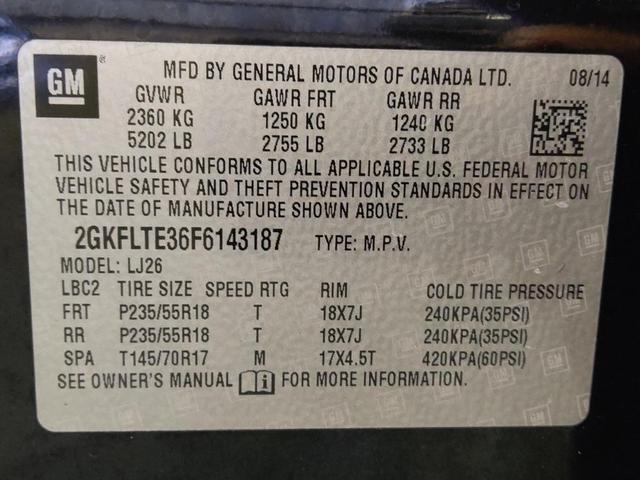 GM ®
MFD BY GENERAL MOTORS OF CANADA LTD. 08/14
GVWR GAWR FRT GAWR RR
2360 KG 1250 KG 1240 KG
5202 LB 2755 LB 2733 LB
THIS VEHICLE CONFORMS TO ALL APPLICABLE U.S. FEDERAL MOTOR
VEHICLE SAFETY AND THEFT PREVENTION STANDARDS IN EFFECT ON
THE DATE OF MANUFACTURE SHOWN ABOVE.
2GKFLTE36F6143187 TYPE: M.P.V.
MODEL: LJ26
LBC2 TIRE SIZE SPEED RTG RIM COLD TIRE PRESSURE
FRT P235/55R18 T 18X7J 240KPA(35PSI)
RR P235/55R18 T 18X7J 240KPA(35PSI)
SPA T145/70R17 M 17X4.5T 420KPA(60PSI)
SEE OWNER'S MANUAL i FOR MORE INFORMATION.